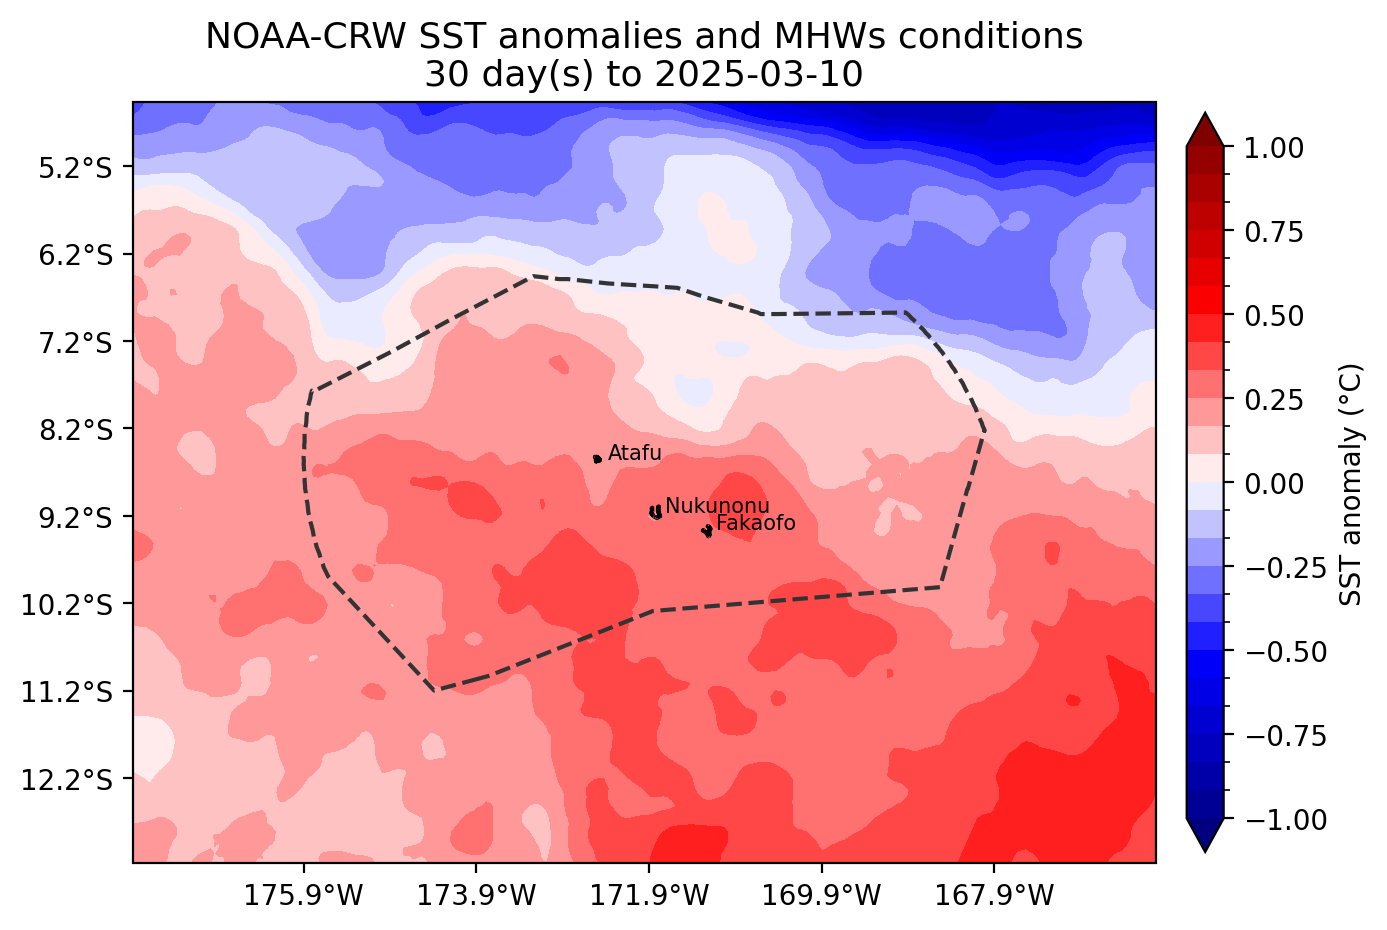 NOAA-CRW SST anomalies and MHWs conditions
30 day(s) to 2025-03-10
5.2°S
6.2°S
7.2°S
8.2°S
9.2°S
10.2°S
11.2°S
12.2°S
Atafu
Nukunonu
Fakaofo
175.9°W
173.9°W
171.9°W
169.9°W
167.9°W
1.00
0.75
0.50
0.25
0.00
−0.25
−0.50
−0.75
−1.00
SST anomaly (°C)